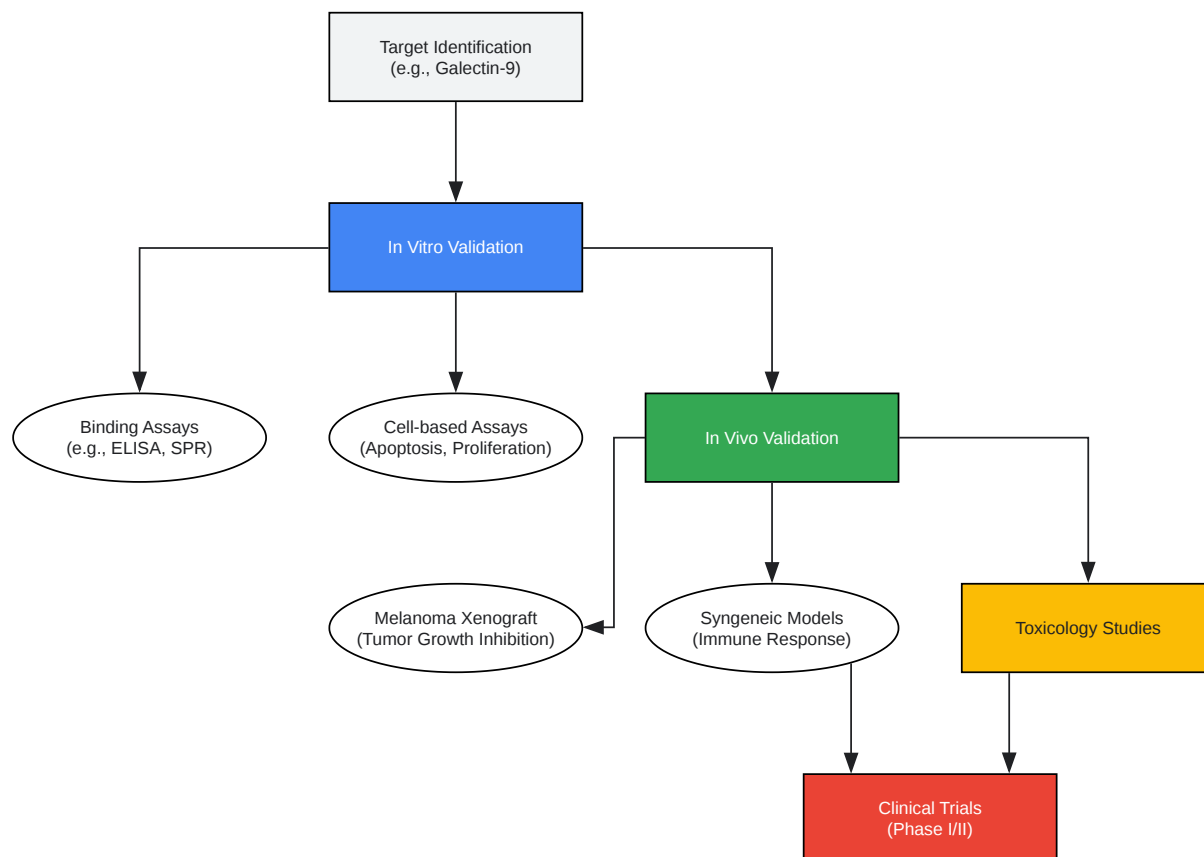 Target Identification
(e.g., Galectin-9)
In Vitro Validation
Binding Assays
(e.g., ELISA, SPR)
Cell-based Assays
(Apoptosis, Proliferation)
In Vivo Validation
Melanoma Xenograft
(Tumor Growth Inhibition)
Syngeneic Models
(Immune Response)
Toxicology Studies
Clinical Trials
(Phase I/II)